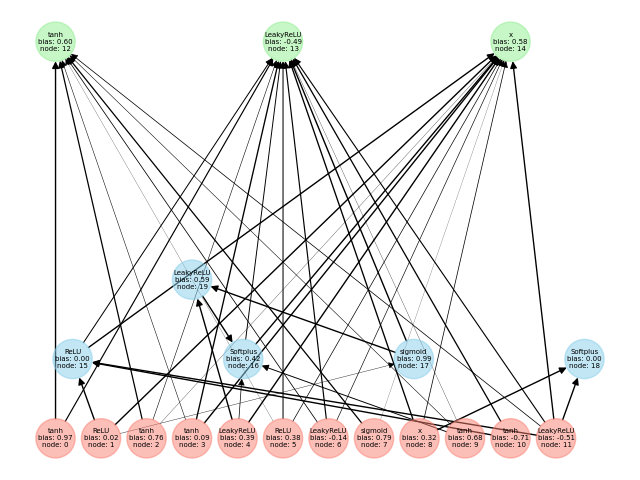 tanh
bias: 0.60
node: 12
LeakyReLU
bias: -0.49
node: 13
x
bias: 0.58
node: 14
LeakyReLU
bias: 0.59
node: 19
ReLU
bias: 0.00
node: 15
Softplus
bias: 0.42
node: 16
sigmoid
bias: 0.99
node: 17
Softplus
bias: 0.00
node: 18
tanh
bias: 0.97
node: 0
ReLU
bias: 0.02
node: 1
tanh
bias: 0.76
node: 2
tanh
bias: 0.09
node: 3
LeakyReLU
bias: 0.39
node: 4
ReLU
bias: 0.38
node: 5
LeakyReLU
bias: -0.14
node: 6
sigmoid
bias: 0.79
node: 7
x
bias: 0.32
node: 8
tanh
bias: 0.68
node: 9
tanh
bias: -0.71
node: 10
LeakyReLU
bias: -0.51
node: 11